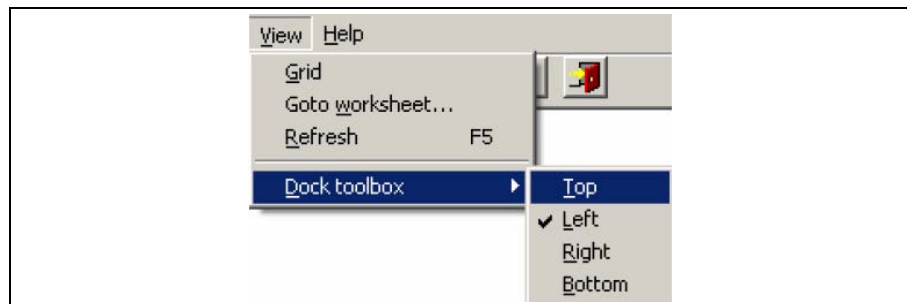 View Help
Grid
Goto worksheet...
Refresh F5
Dock toolbox
Top
Left
Right
Bottom